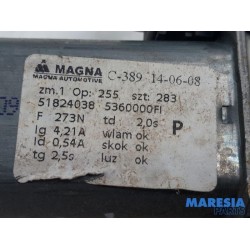 MAGNA
MAGNA AUTOMOTIVE
C-389 14-06-08
zm.1 Op: 255 szt: 283
51824038 5360000FI
F 273N td 2,0s
Ig 4,21A wlam ok P
Id 0,54A skok ok
tg 2,5s luz ok
MARESIA
PARTS